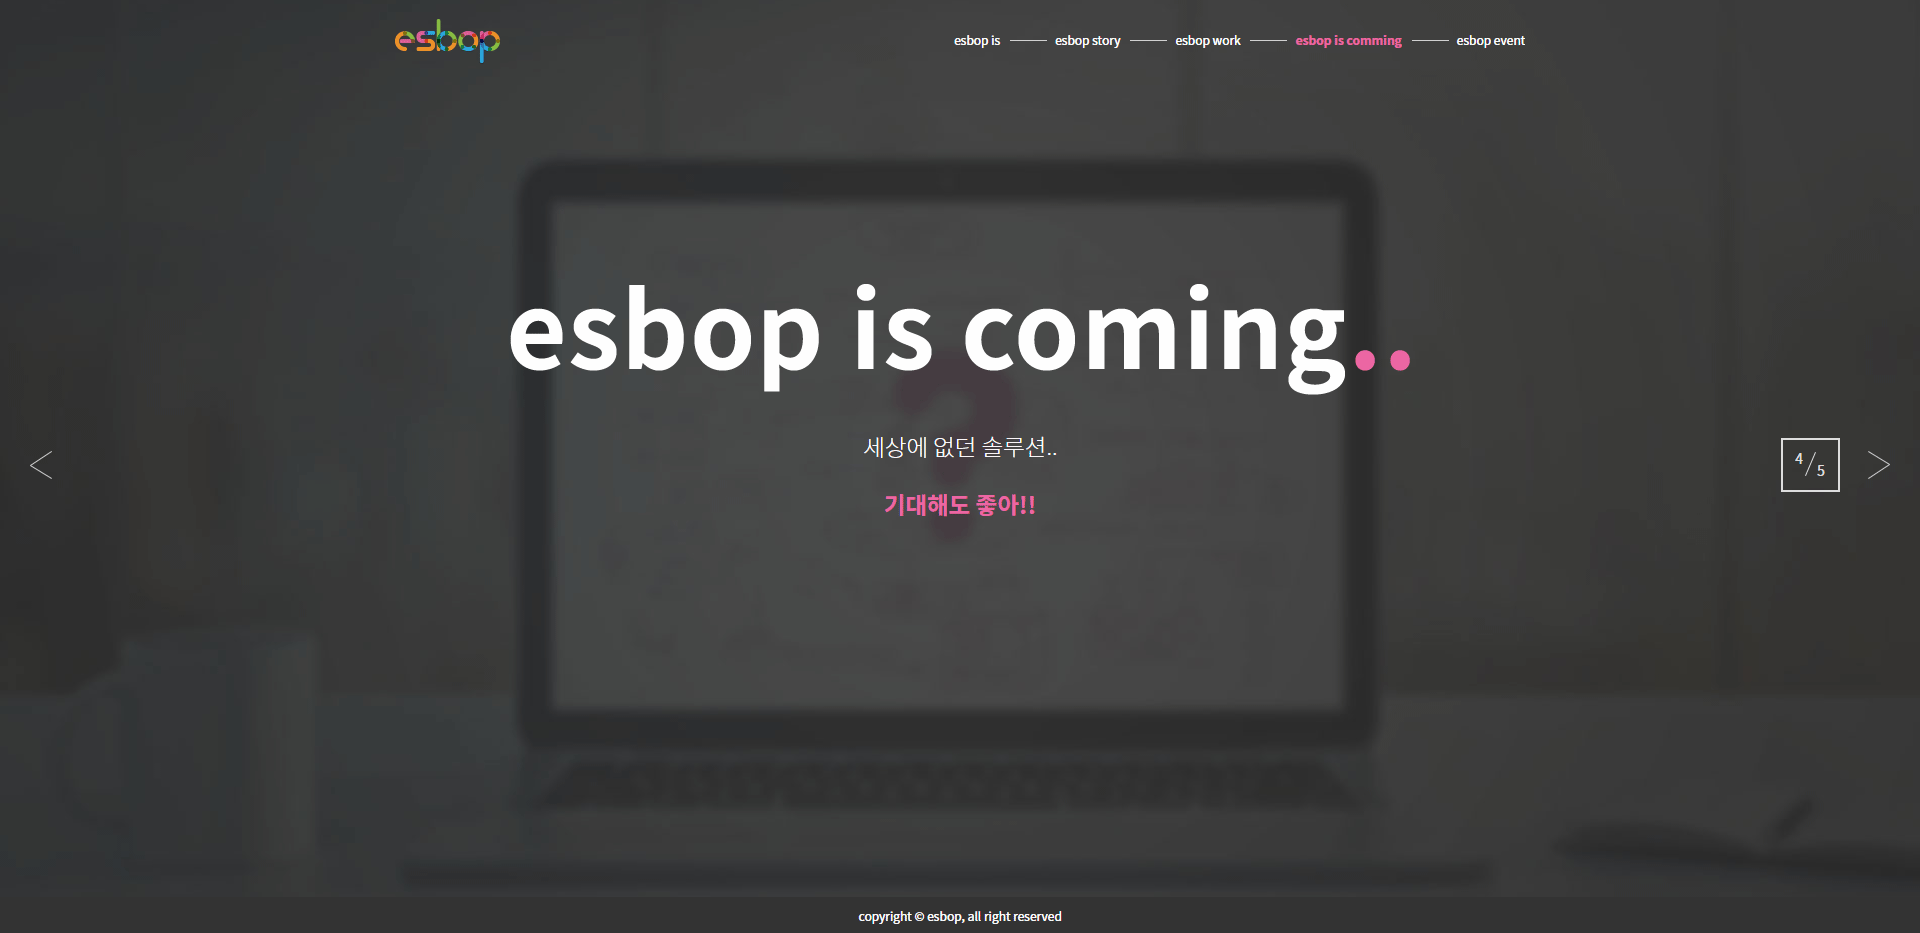 esbop
esbop is
esbop story
esbop work
esbop is comming
esbop event
esbop is coming..
세상에 없던 솔루션..
기대해도 좋아!!
<
4/5
>
copyright © esbop, all right reserved